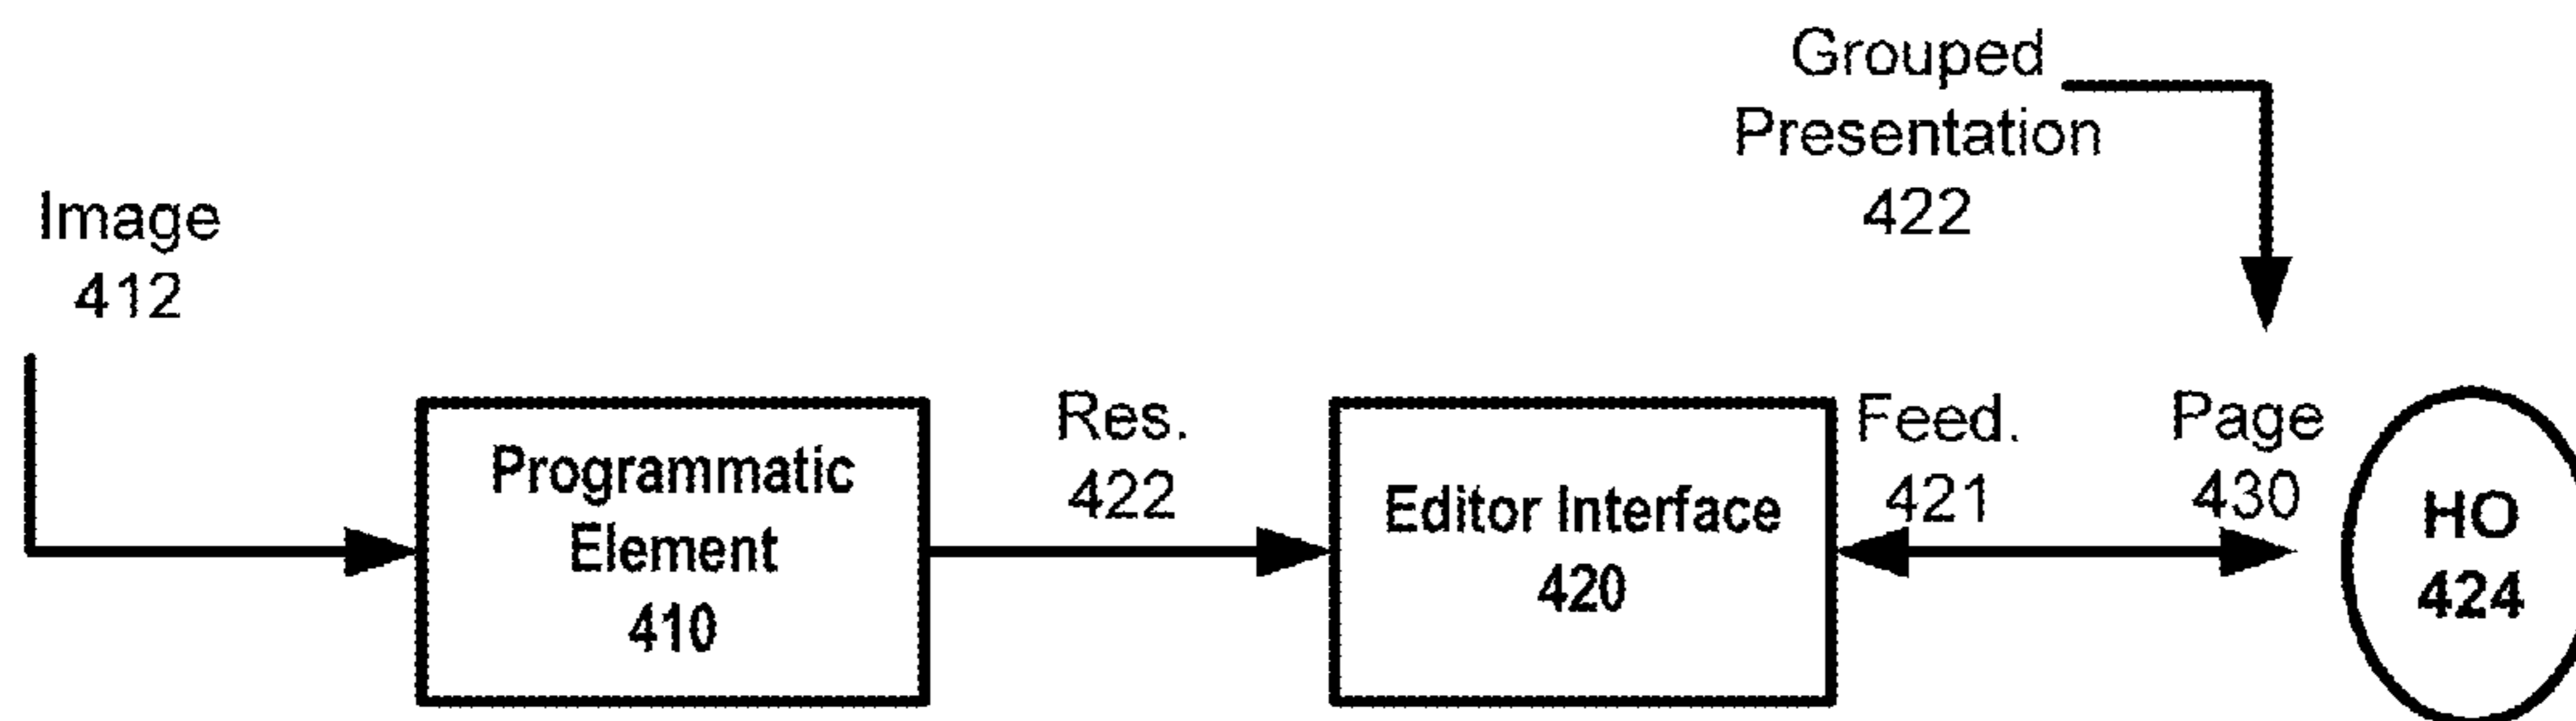 Grouped
Presentation
422
Image
412
Programmatic
Element
410
Res.
422
Editor Interface
420
Feed.
421
Page
430
HO
424